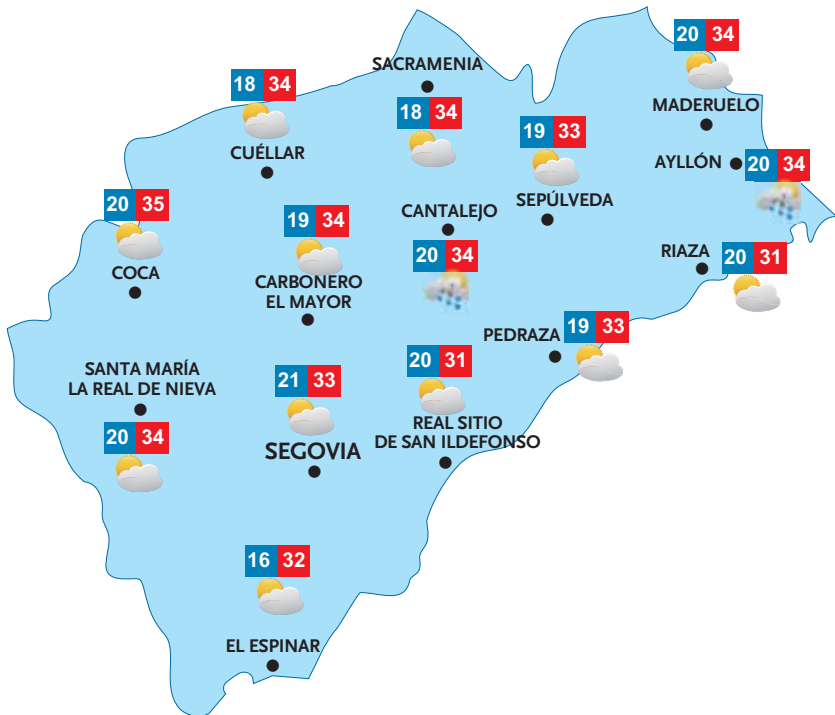 20 34
MADERUELO
SACRAMENIA
18 34
18 34
CUÉLLAR
19 33
SEPÚLVEDA
AYLLÓN
20 34
20 35
COCA
19 34
CARBONERO
EL MAYOR
CANTALEJO
20 34
RIAZA
20 31
PEDRAZA
19 33
SANTA MARÍA
LA REAL DE NIEVA
20 34
21 33
SEGOVIA
20 31
REAL SITIO
DE SAN ILDEFONSO
16 32
EL ESPINAR